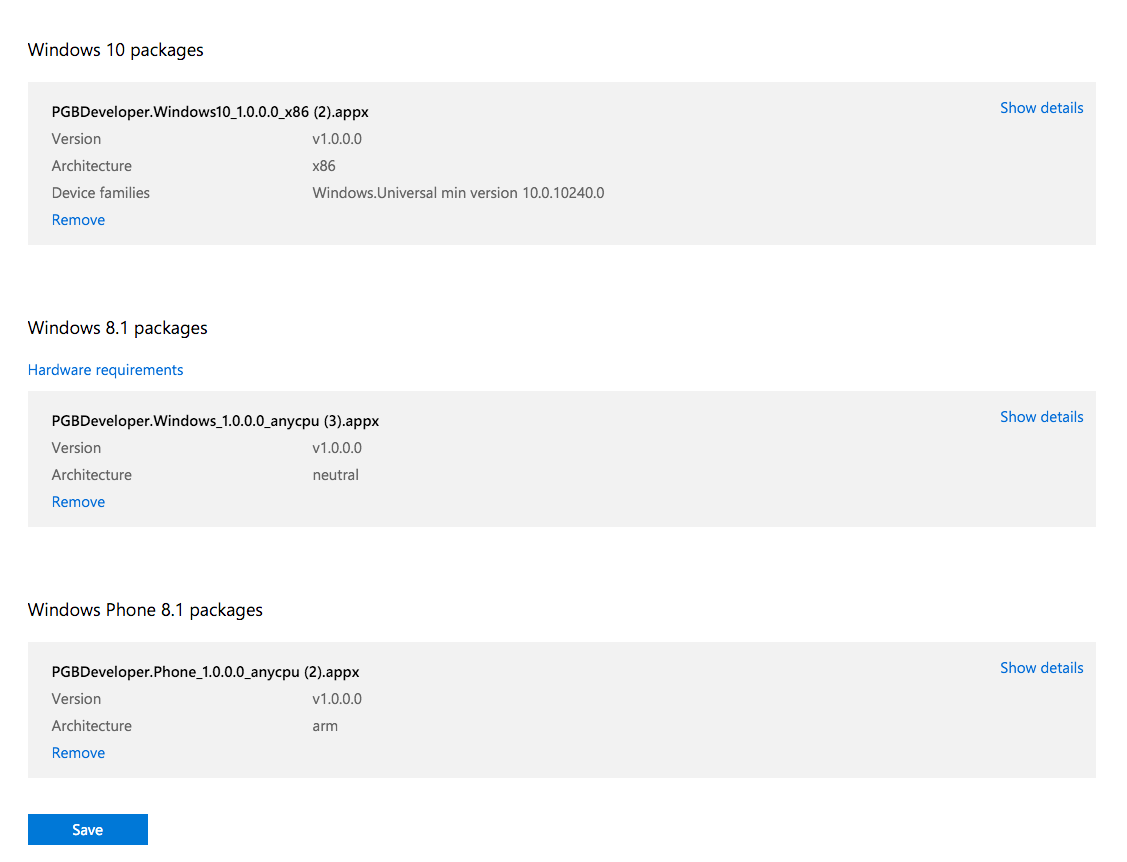 Windows 10 packages
PGBDeveloper.Windows10_1.0.0.0_x86 (2).appx
Show details
Version v1.0.0.0
Architecture x86
Device families Windows.Universal min version 10.0.10240.0
Remove
Windows 8.1 packages
Hardware requirements
PGBDeveloper.Windows_1.0.0.0_anycpu (3).appx
Show details
Version v1.0.0.0
Architecture neutral
Remove
Windows Phone 8.1 packages
PGBDeveloper.Phone_1.0.0.0_anycpu (2).appx
Show details
Version v1.0.0.0
Architecture arm
Remove
Save